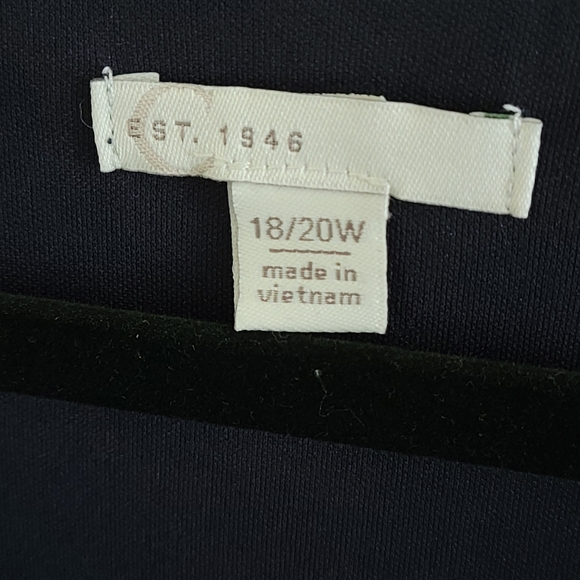 EST. 1946
18/20W
made in
vietnam